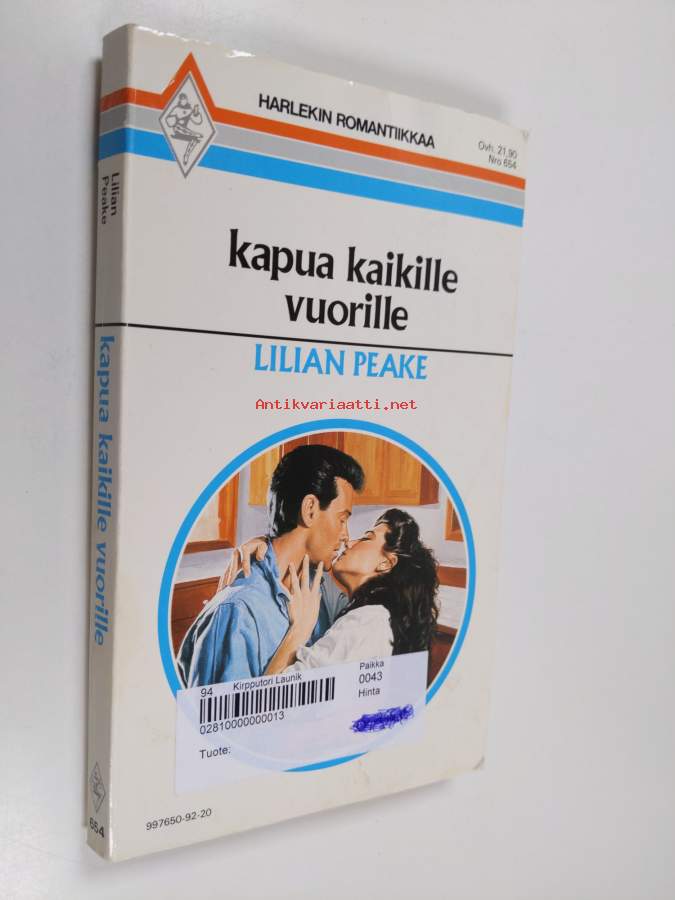 HARLEKIN ROMANTIIKKAA
Ovh. 21,90
Nro 654
kapua kaikille
vuorille
LILIAN PEAKE
Antikvariaatti.net
94 Kirpputori Launik
Paikka
0043
Hinta
02810000000013
Tuote:
997650-92-20
Lilian
Peake
kapua kaikille vuorille
654